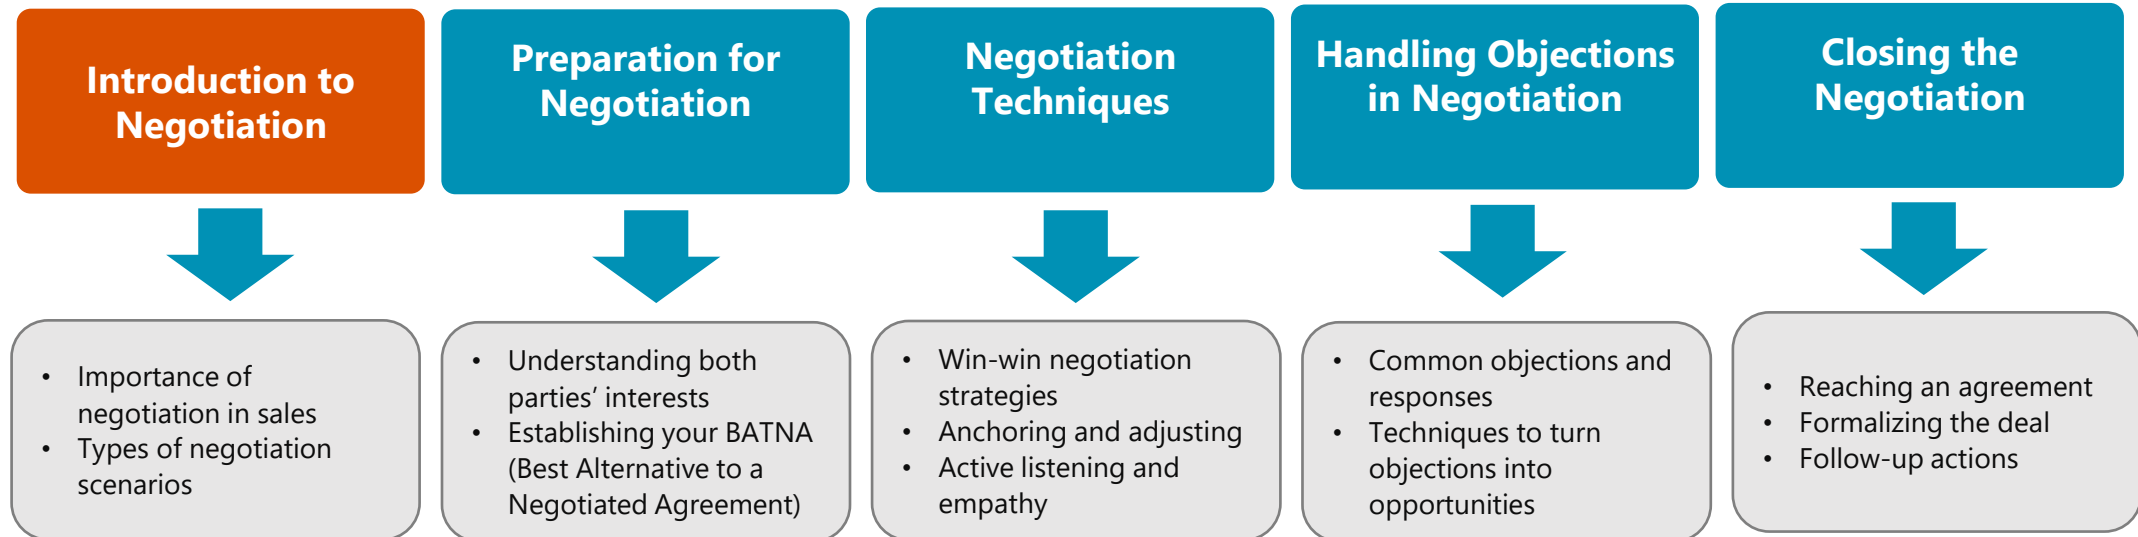 Introduction to
Negotiation
Preparation for
Negotiation
Negotiation
Techniques
Handling Objections
in Negotiation
Closing the
Negotiation
• Importance of
negotiation in sales
• Types of negotiation
scenarios
• Understanding both
parties’ interests
• Establishing your BATNA
(Best Alternative to a
Negotiated Agreement)
• Win-win negotiation
strategies
• Anchoring and adjusting
• Active listening and
empathy
• Common objections and
responses
• Techniques to turn
objections into
opportunities
• Reaching an agreement
• Formalizing the deal
• Follow-up actions